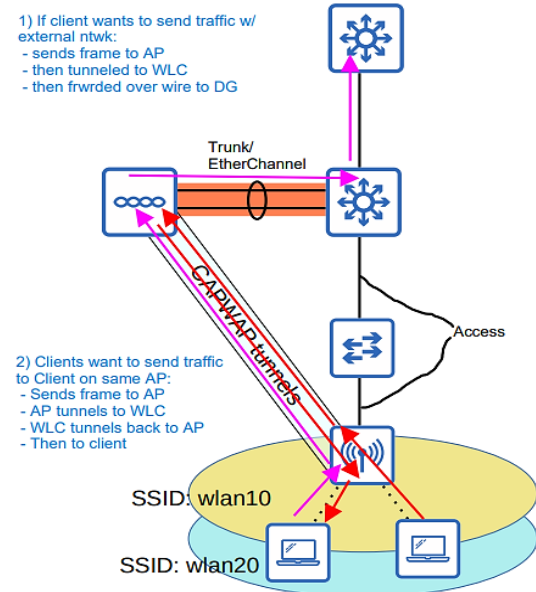 1) If client wants to send traffic w/
external ntwk:
- sends frame to AP
- then tunneled to WLC
- then frwrded over wire to DG
Trunk/
EtherChannel
CAPWAP tunnels
Access
2) Clients want to send traffic
to Client on same AP:
- Sends frame to AP
- AP tunnels to WLC
- WLC tunnels back to AP
- Then to client
SSID: wlan10
SSID: wlan20